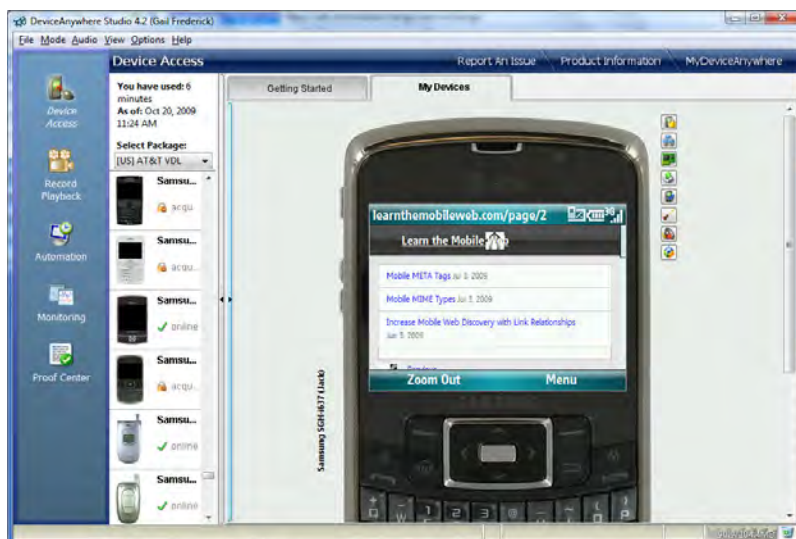 DeviceAnywhere Studio 4.2 (Gail Frederick)
File Mode Audio View Options Help
Device Access
Report An Issue
Product Information
MyDeviceAnywhere
Device
Access
Record
Playback
Automation
Monitoring
Proof Center
You have used: 6
minutes
As of: Oct 20, 2009
11:24 AM
Select Package:
[US] AT&T VDL
Samsu...
acqu
Samsu...
acqu..
Samsu...
online
Samsu...
acqu..
Samsu...
online
Samsu...
online
Getting Started
My Devices
Samsung SGH-i637 (Jack)
learnthemobileweb.com/page/2
3G
Learn the Mobile
Mobile META Tags Jul 3, 2009
Mobile MIME Types Jul 3, 2009
Increase Mobile Web Discovery with Link Relationships
Jun 3, 2009
Previous
Zoom Out
Menu